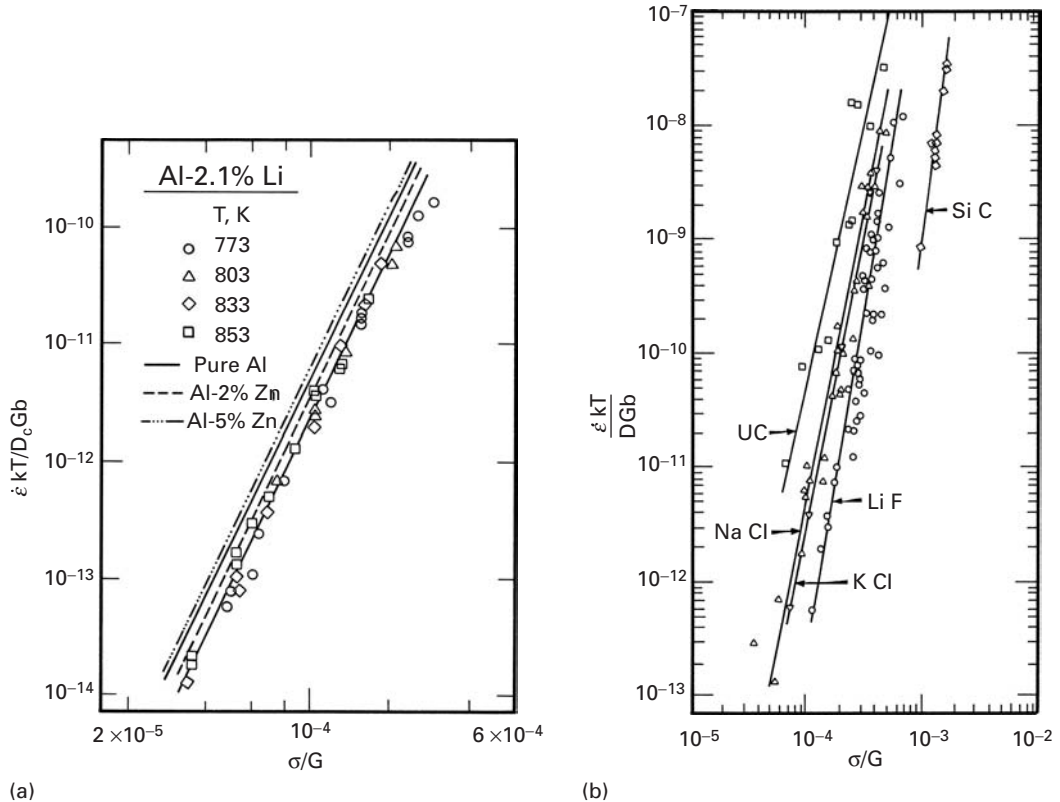 Al-2.1% Li
T, K
773
803
833
853
Pure Al
Al-2% Zn
Al-5% Zn
10⁻¹⁰
10⁻¹¹
10⁻¹²
10⁻¹³
10⁻¹⁴
ε̇ kT/D꜀Gb
2 ×10⁻⁵
10⁻⁴
6 ×10⁻⁴
σ/G
(a)
10⁻⁷
10⁻⁸
10⁻⁹
10⁻¹⁰
10⁻¹¹
10⁻¹²
10⁻¹³
ε̇ kT
DGb
Si C
UC
Li F
Na Cl
K Cl
10⁻⁵
10⁻⁴
10⁻³
10⁻²
σ/G
(b)